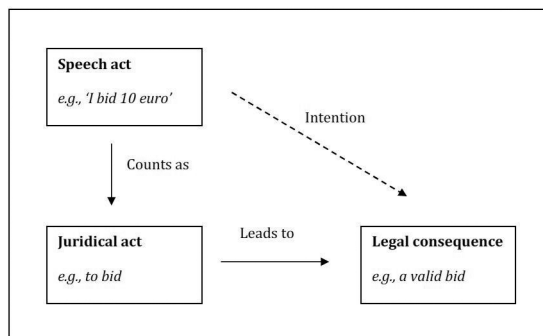 Speech act
e.g., 'I bid 10 euro'
Intention
Counts as
Juridical act
e.g., to bid
Leads to
Legal consequence
e.g., a valid bid